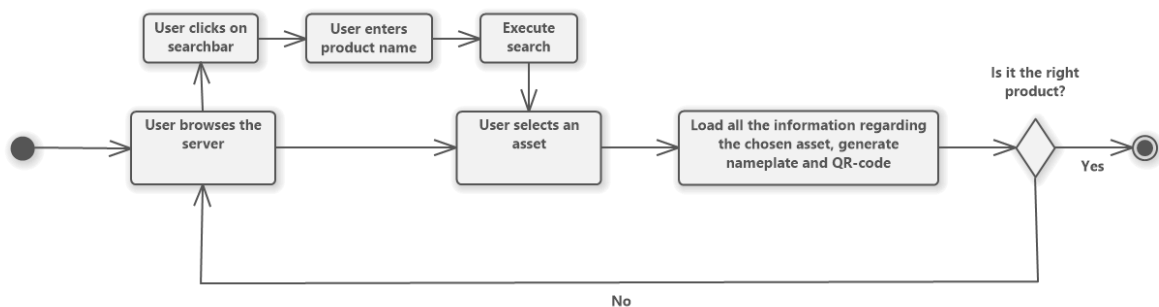 User clicks on
searchbar
User enters
product name
Execute
search
Is it the right
product?
User browses the
server
User selects an
asset
Load all the information regarding
the chosen asset, generate
nameplate and QR-code
Yes
No